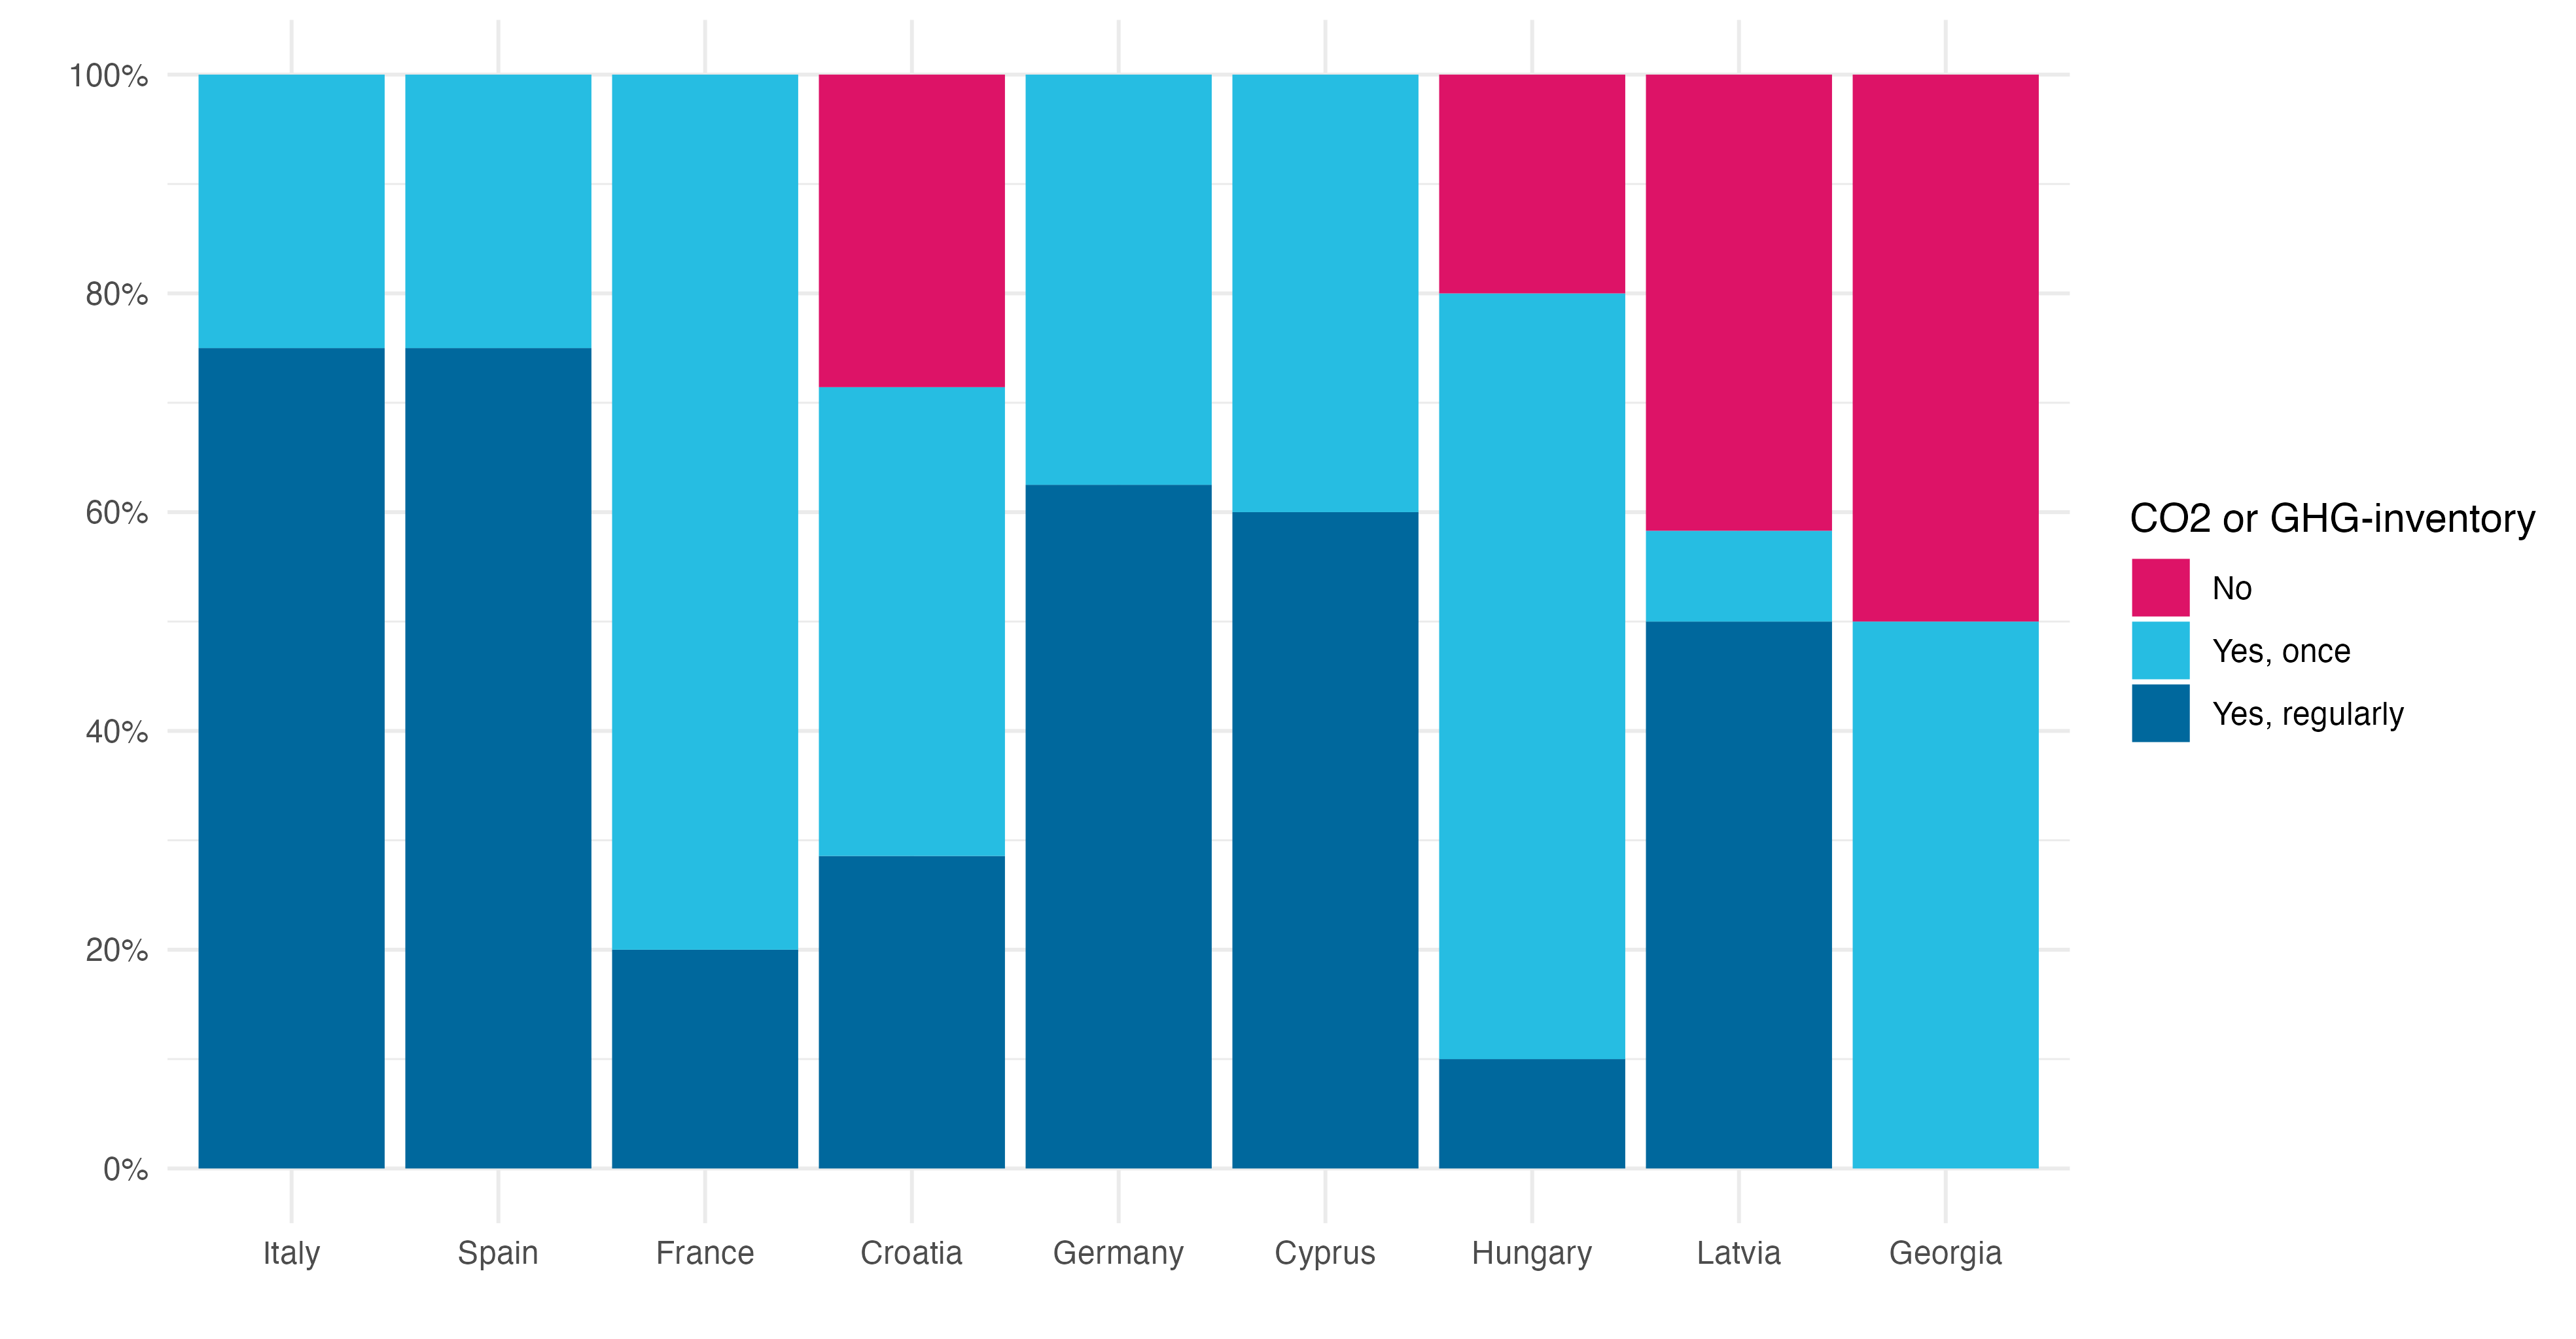 100%
80%
60%
40%
20%
0%
Italy Spain France Croatia Germany Cyprus Hungary Latvia Georgia
CO2 or GHG-inventory
No
Yes, once
Yes, regularly